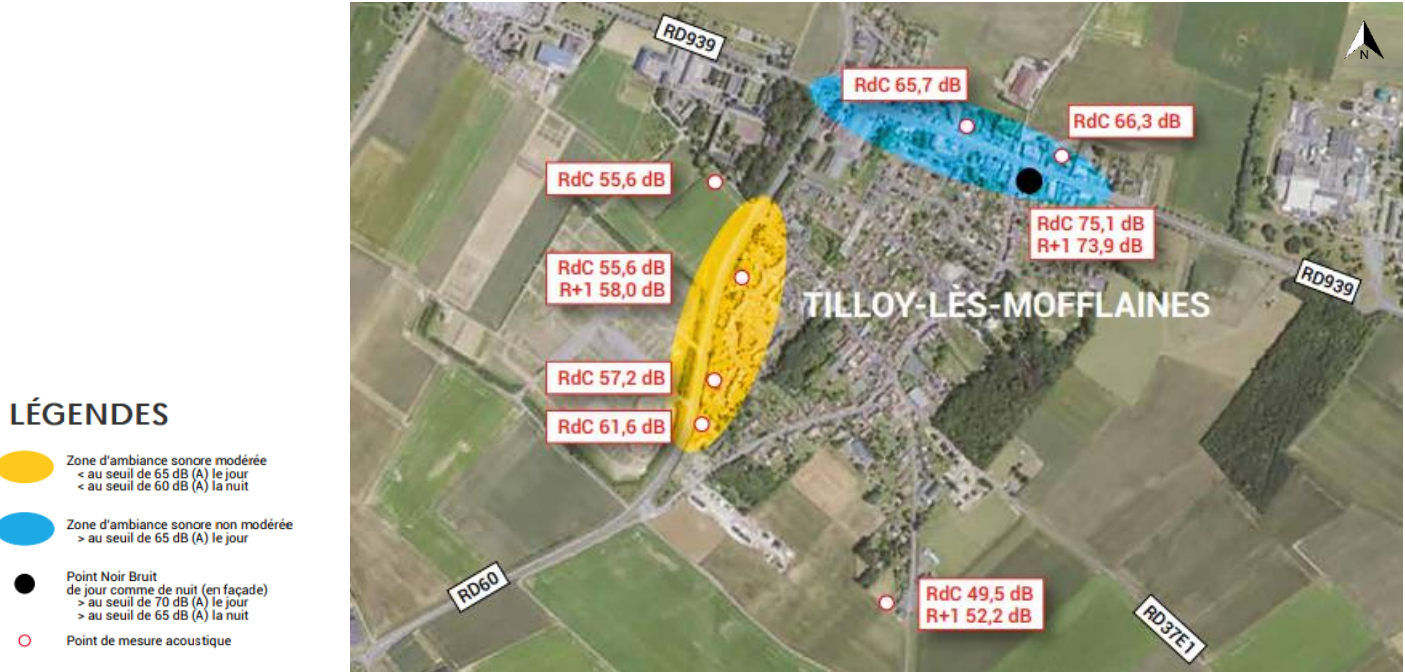 RD939
N
RdC 65,7 dB
RdC 66,3 dB
RdC 55,6 dB
RdC 75,1 dB
R+1 73,9 dB
RdC 55,6 dB
R+1 58,0 dB
RD939
TILLOY-LÈS-MOFFLAINES
RdC 57,2 dB
RdC 61,6 dB
RD60
RdC 49,5 dB
R+1 52,2 dB
RD37E1
LÉGENDES
Zone d'ambiance sonore modérée
< au seuil de 65 dB (A) le jour
< au seuil de 60 dB (A) la nuit
Zone d'ambiance sonore non modérée
> au seuil de 65 dB (A) le jour
Point Noir Bruit
de jour comme de nuit (en façade)
> au seuil de 70 dB (A) le jour
> au seuil de 65 dB (A) la nuit
Point de mesure acoustique